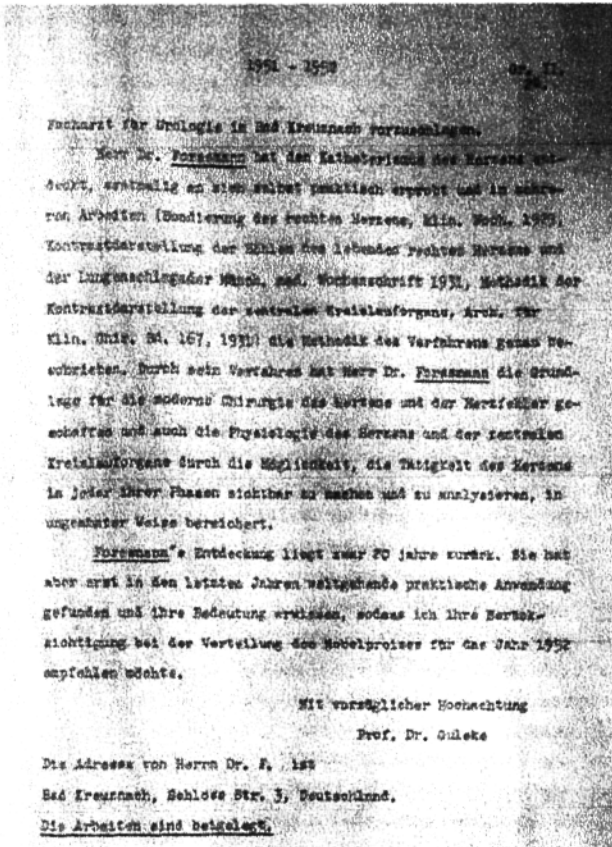 1951 - 1952
Gr. II.
Facharzt für Urologie in Bad Kreuznach vorzuschlagen.
Herr Dr. Forssmann hat den Katheterismus des Herzens ent-
deckt, erstmalig an sich selbst praktisch erprobt und in mehre-
ren Arbeiten (Sondierung des rechten Herzens, klin. Woch. 1929,
Kontrastdarstellung der Höhlen des lebenden rechten Herzens und
der Lungenschlagader Münch. med. Wochenschrift 1931, Methodik der
Kontrastdarstellung der zentralen Kreislauforgane, Arch. für
Klin. Chir. Bd. 167, 1931) die Methodik des Verfahrens genau be-
schrieben. Durch sein Verfahren hat Herr Dr. Forssmann die Grund-
lage für die moderne Chirurgie des Herzens und der Herzfehler ge-
schaffen und auch die Physiologie des Herzens und der zentralen
Kreislauforgane durch die Möglichkeit, die Tätigkeit des Herzens
in jeder ihrer Phasen sichtbar zu machen und zu analysieren, in
ungeahnter Weise bereichert.
Forssmann's Entdeckung liegt zwar 20 jahre zurück. Sie hat
aber erst in den letzten Jahren weitgehende praktische Anwendung
gefunden und ihre Bedeutung erwiesen, sodass ich ihre Berück-
sichtigung bei der Verteilung des Nobelpreises für das Jahr 1952
empfehlen möchte.
Mit vorzüglicher Hochachtung
Prof. Dr. Guleke
Die Adresse von Herrn Dr. F. ist
Bad Kreuznach, Schloss Str. 3, Deutschland.
Die Arbeiten sind beigelegt.